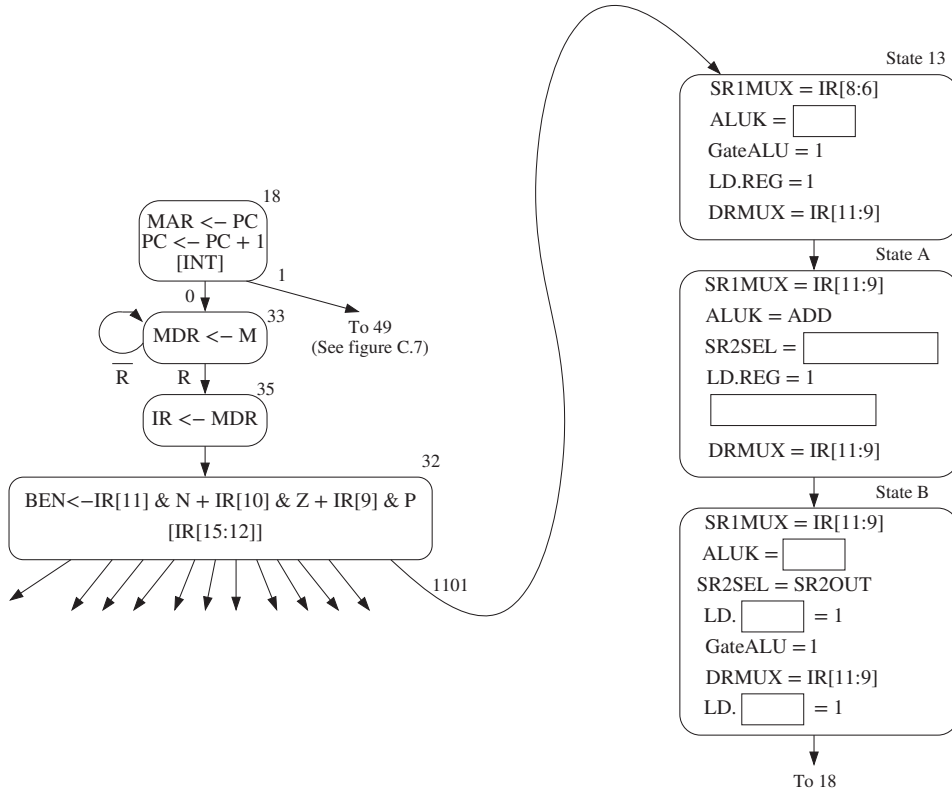 18
MAR <– PC
PC <– PC + 1
[INT]
0
1
To 49
(See figure C.7)
33
MDR <– M
R
R
35
IR <– MDR
32
BEN<–IR[11] & N + IR[10] & Z + IR[9] & P
[IR[15:12]]
1101
State 13
SR1MUX = IR[8:6]
ALUK =
GateALU = 1
LD.REG = 1
DRMUX = IR[11:9]
State A
SR1MUX = IR[11:9]
ALUK = ADD
SR2SEL =
LD.REG = 1
DRMUX = IR[11:9]
State B
SR1MUX = IR[11:9]
ALUK =
SR2SEL = SR2OUT
LD. = 1
GateALU = 1
DRMUX = IR[11:9]
LD. = 1
To 18